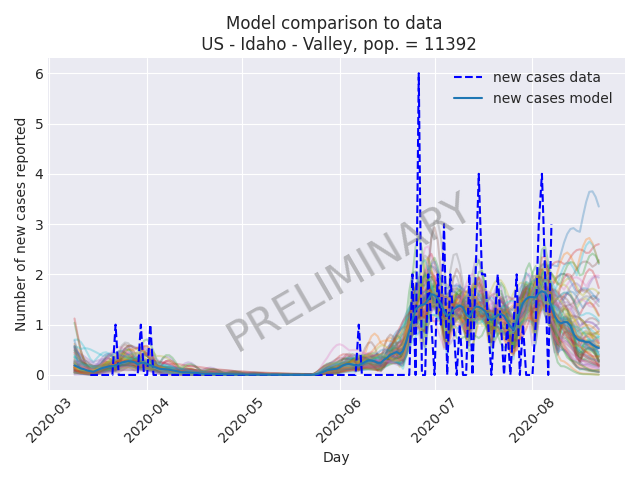 Model comparison to data
US - Idaho - Valley, pop. = 11392
Number of new cases reported
6
5
4
3
2
1
0
new cases data
new cases model
PRELIMINARY
2020-03
2020-04
2020-05
2020-06
2020-07
2020-08
Day